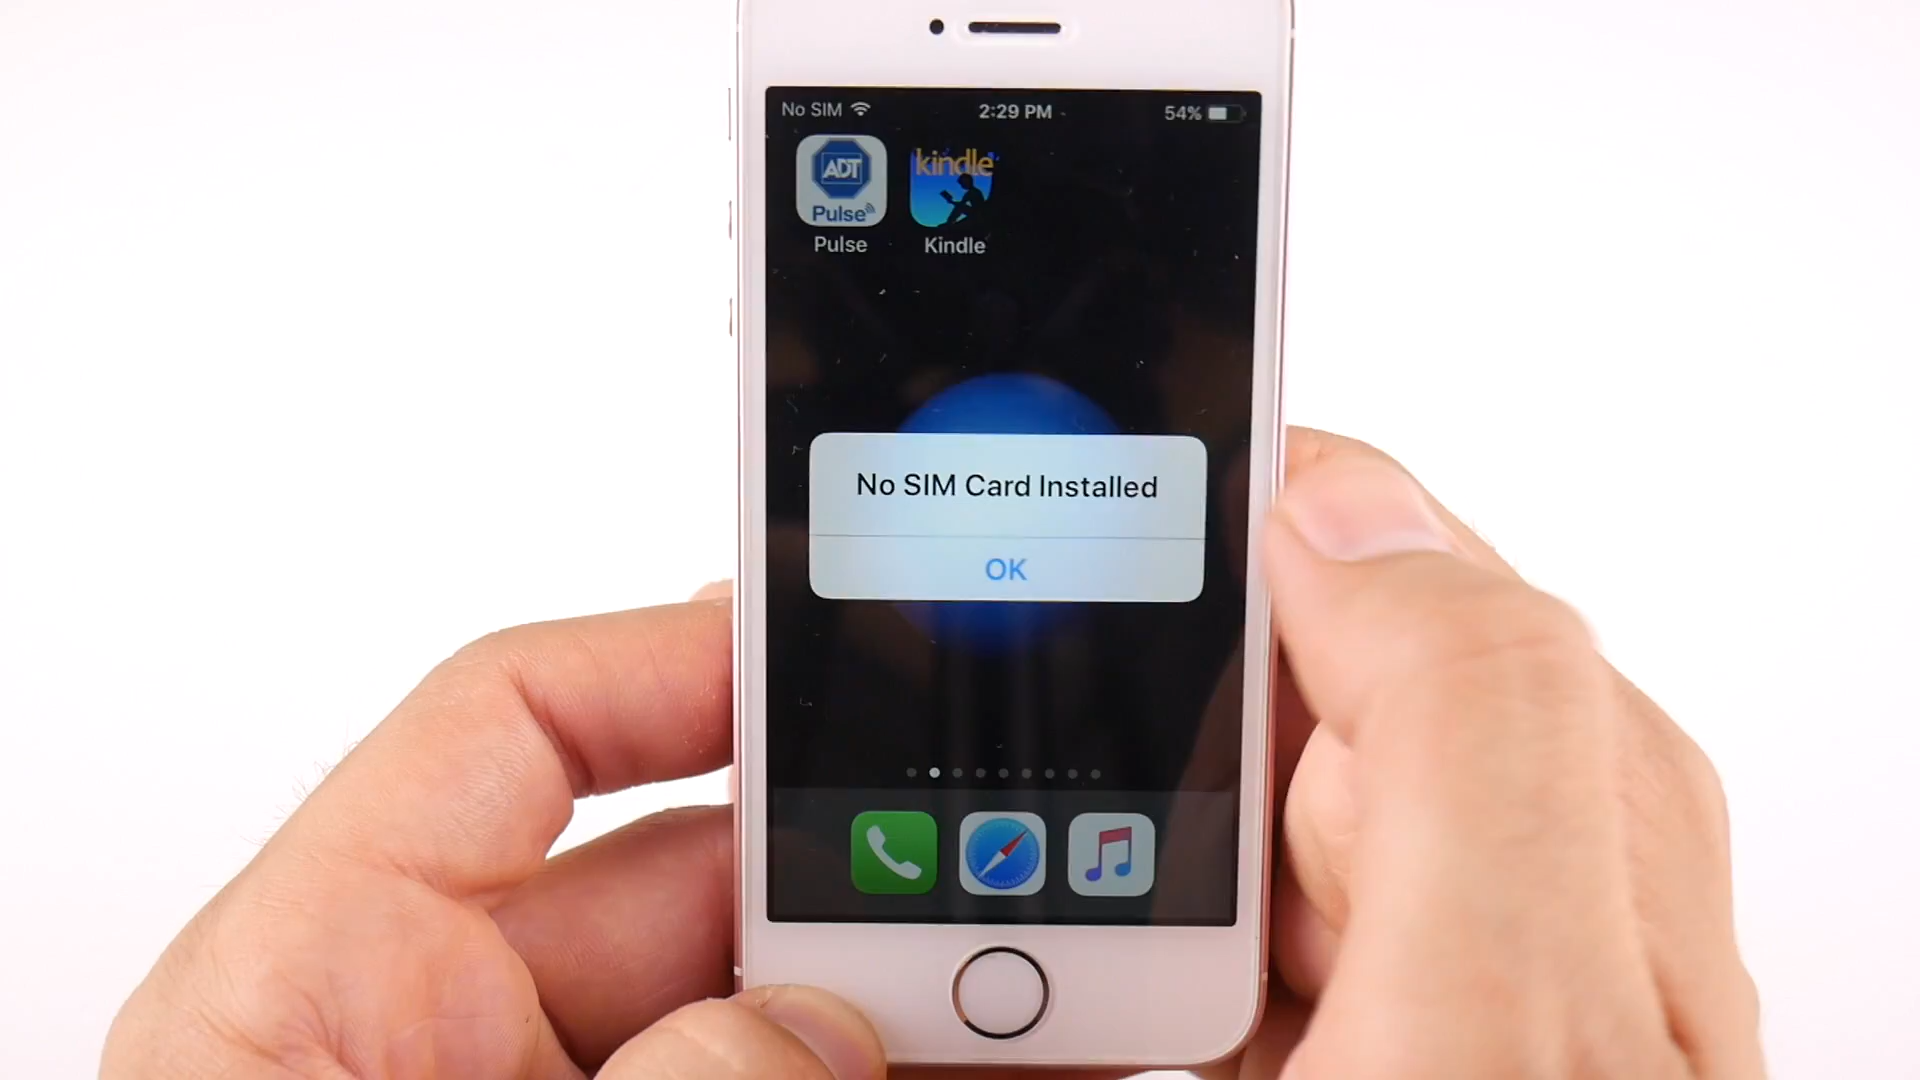 No SIM 2:29 PM 54%
ADT
Pulse
kindle
Pulse
Kindle
No SIM Card Installed
OK